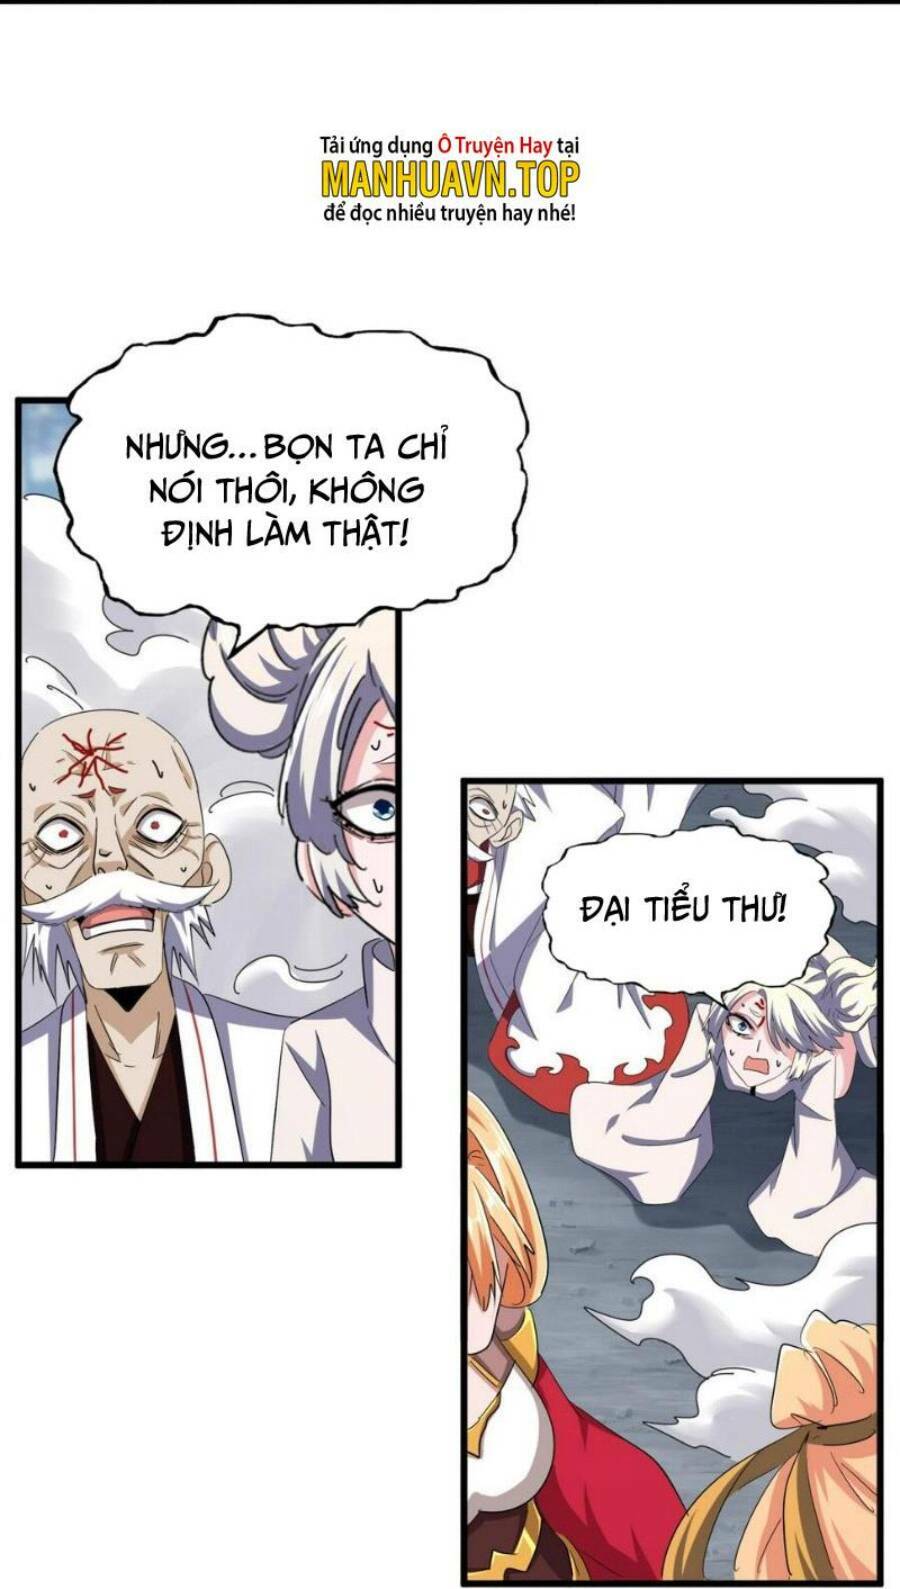 Tải ứng dụng Ô Truyện Hay tại
MANHUAVN.TOP
để đọc nhiều truyện hay nhé!
NHƯNG... BỌN TA CHỈ
NÓI THÔI, KHÔNG
ĐỊNH LÀM THẬT!
ĐẠI TIỂU THƯ!